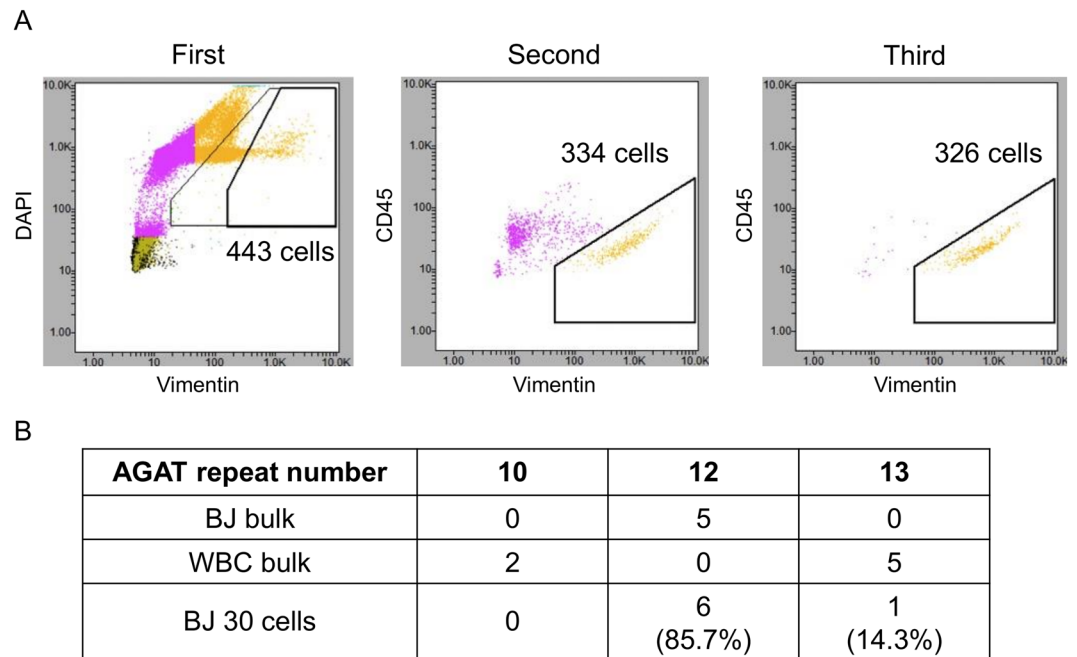 A
First
Second
Third
10.0K
1.0K
100
10
1.00
DAPI
443 cells
1.00
10
100
1.0K
10.0K
Vimentin
10.0K
1.0K
100
10
1.00
CD45
334 cells
1.00
10
100
1.0K
10.0K
Vimentin
10.0K
1.0K
100
10
1.00
CD45
326 cells
1.00
10
100
1.0K
10.0K
Vimentin
B
AGAT repeat number 10 12 13
BJ bulk 0 5 0
WBC bulk 2 0 5
BJ 30 cells 0 6 1
(85.7%) (14.3%)